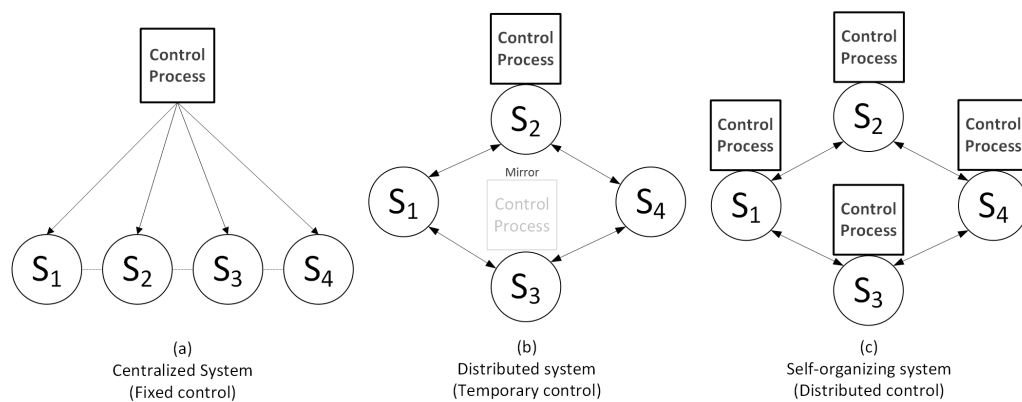 Control
Process
S1
S2
S3
S4
(a)
Centralized System
(Fixed control)
Control
Process
S2
Mirror
Control
Process
S1
S4
S3
(b)
Distributed system
(Temporary control)
Control
Process
S2
Control
Process
S1
Control
Process
S4
Control
Process
S3
(c)
Self-organizing system
(Distributed control)